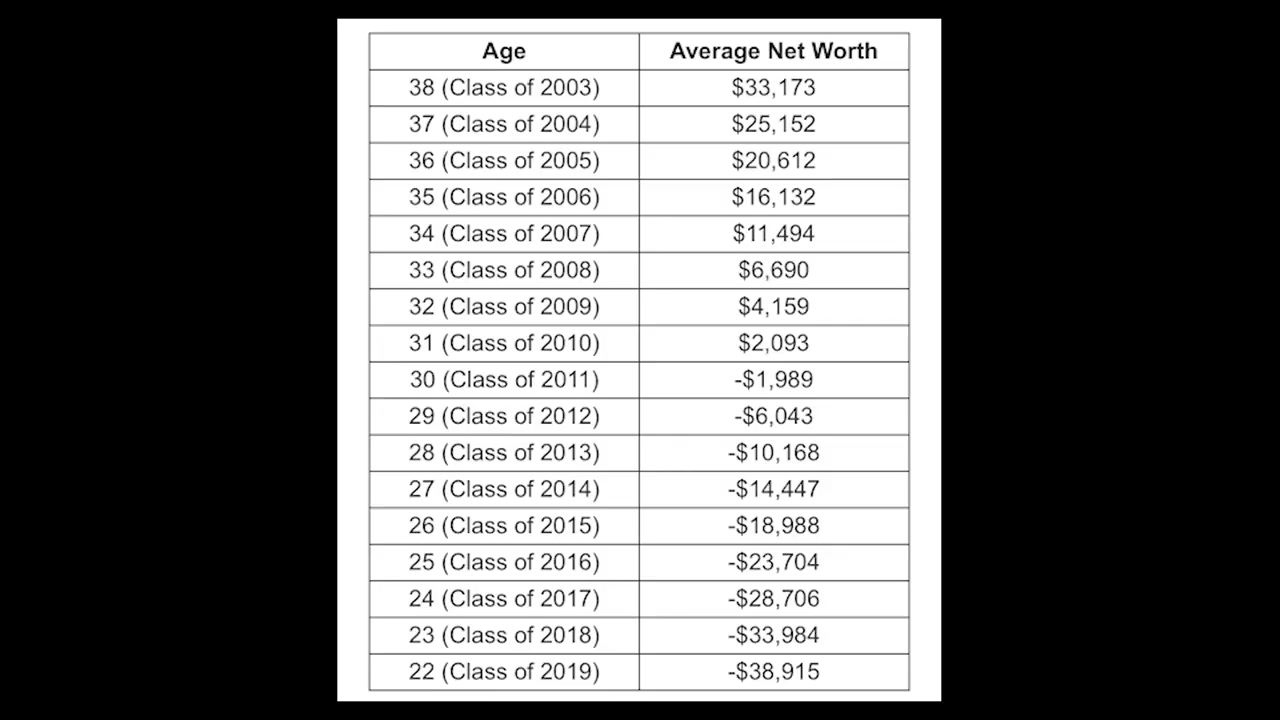 Age Average Net Worth
38 (Class of 2003) $33,173
37 (Class of 2004) $25,152
36 (Class of 2005) $20,612
35 (Class of 2006) $16,132
34 (Class of 2007) $11,494
33 (Class of 2008) $6,690
32 (Class of 2009) $4,159
31 (Class of 2010) $2,093
30 (Class of 2011) -$1,989
29 (Class of 2012) -$6,043
28 (Class of 2013) -$10,168
27 (Class of 2014) -$14,447
26 (Class of 2015) -$18,988
25 (Class of 2016) -$23,704
24 (Class of 2017) -$28,706
23 (Class of 2018) -$33,984
22 (Class of 2019) -$38,915